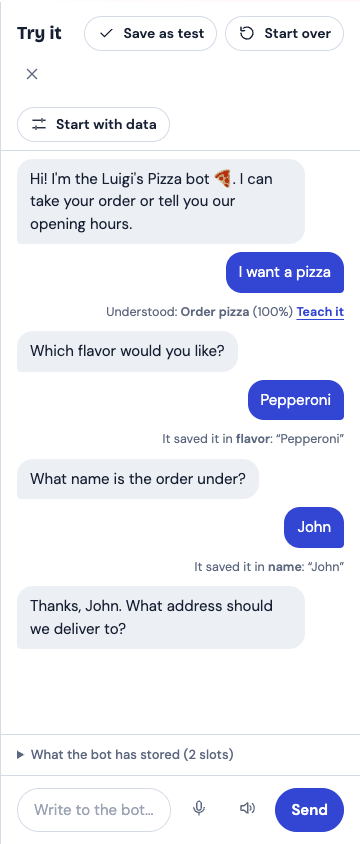 Try it
Save as test
Start over
Start with data
Hi! I'm the Luigi's Pizza bot 🍕. I can
take your order or tell you our
opening hours.
I want a pizza
Understood: Order pizza (100%) Teach it
Which flavor would you like?
Pepperoni
It saved it in flavor: “Pepperoni”
What name is the order under?
John
It saved it in name: “John”
Thanks, John. What address should
we deliver to?
What the bot has stored (2 slots)
Write to the bot...
Send